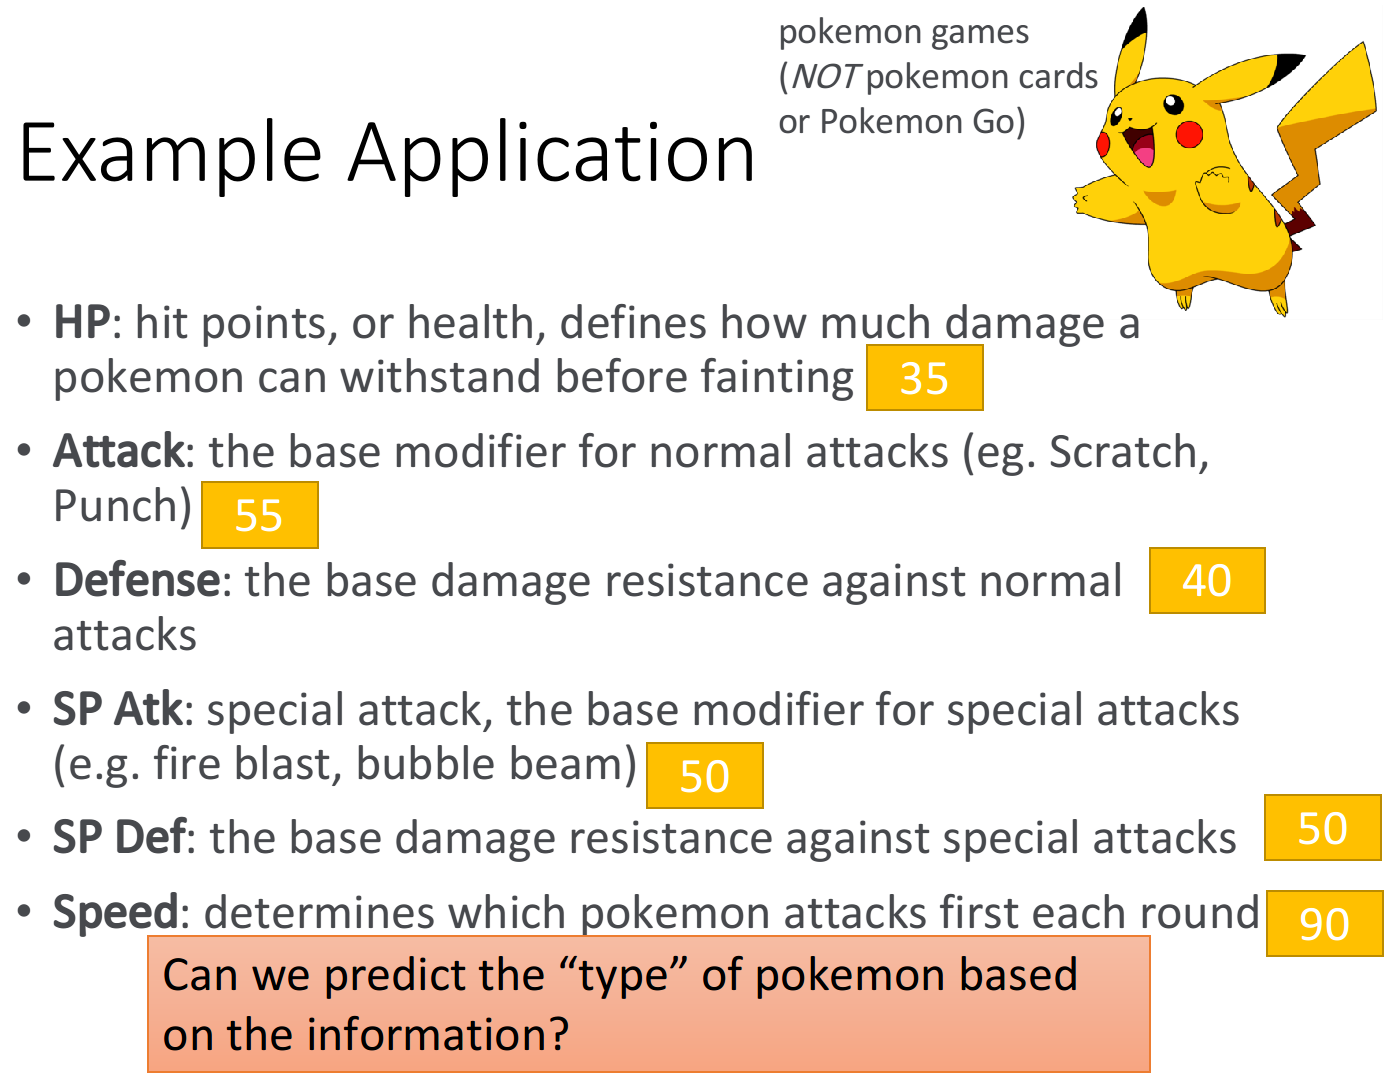 pokemon games
(NOT pokemon cards
or Pokemon Go)
Example Application
• HP: hit points, or health, defines how much damage a
pokemon can withstand before fainting 35
• Attack: the base modifier for normal attacks (eg. Scratch,
Punch) 55
• Defense: the base damage resistance against normal 40
attacks
• SP Atk: special attack, the base modifier for special attacks
(e.g. fire blast, bubble beam) 50
• SP Def: the base damage resistance against special attacks 50
• Speed: determines which pokemon attacks first each round 90
Can we predict the “type” of pokemon based
on the information?